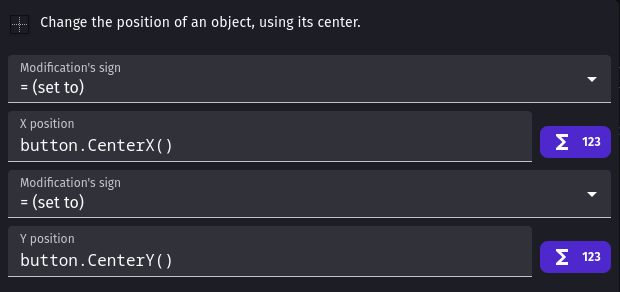 Change the position of an object, using its center.
Modification's sign
= (set to)
X position
button.CenterX()
Σ 123
Modification's sign
= (set to)
Y position
button.CenterY()
Σ 123